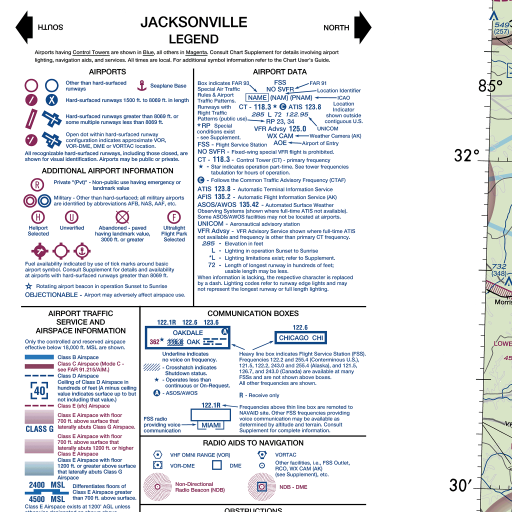 SOUTH
JACKSONVILLE
NORTH
LEGEND
Airports having Control Towers are shown in Blue, all others in Magenta. Consult Chart Supplement for details involving airport
lighting, navigation aids, and services. All times are local. For additional symbol information refer to the Chart User's Guide.
AIRPORTS
Other than hard-surfaced
runways
Seaplane Base
Hard-surfaced runways 1500 ft. to 8069 ft. in length
Hard-surfaced runways greater than 8069 ft. or
some multiple runways less than 8069 ft.
Open dot within hard-surfaced runway
configuration indicates approximate VOR,
VOR-DME, DME or VORTAC location.
All recognizable hard-surfaced runways, including those closed, are
shown for visual identification. Airports may be public or private.
ADDITIONAL AIRPORT INFORMATION
R
Private "(Pvt)" - Non-public use having emergency or
landmark value
Military - Other than hard-surfaced; all military airports
are identified by abbreviations AFB, NAS, AAF, etc.
H
U
X
F
Heliport
Selected
Unverified
Abandoned - paved
having landmark value,
3000 ft. or greater
Ultralight
Flight Park
Selected
Fuel availability indicated by use of tick marks around basic
airport symbol. Consult Supplement for details and availability
at airports with hard-surfaced runways greater than 8069 ft.
Rotating airport beacon in operation Sunset to Sunrise
OBJECTIONABLE - Airport may adversely affect airspace use.
AIRPORT DATA
Box indicates FAR 93
Special Air Traffic
Rules & Airport
Traffic Patterns.
Runways with
Right Traffic
Patterns (public use)
*RP Special
conditions
exist - see
Supplement.
FSS
FAR 91
NO SVFR
Location Identifier
NAME (NAM) (PNAM)
ICAO
Location
Indicator
shown outside
contiguous U.S.
CT - 118.3 * C ATIS 123.8
285 L 72 122.95
UNICOM
RP 23, 34
VFR Advsy 125.0
WX CAM
Weather Camera (AK)
AOE
Airport of Entry
FSS - Flight Service Station
NO SVFR - Fixed-wing special VFR flight is prohibited.
CT - 118.3 - Control Tower (CT) - primary frequency
* - Star indicates operation part-time. See tower frequencies
tabulation for hours of operation.
C - Follows the Common Traffic Advisory Frequency (CTAF)
ATIS 123.8 - Automatic Terminal Information Service
AFIS 135.2 - Automatic Flight Information Service (AK)
ASOS/AWOS 135.42 - Automated Surface Weather
Observing Systems (shown where full-time ATIS not available).
Some ASOS/AWOS facilities may not be located at airports.
UNICOM - Aeronautical advisory station
VFR Advsy - VFR Advisory Service shown where full-time ATIS
not available and frequency is other than primary CT frequency.
285 - Elevation in feet
L - Lighting in operation Sunset to Sunrise
*L - Lighting limitations exist; refer to Supplement.
72 - Length of longest runway in hundreds of feet;
usable length may be less.
When information is lacking, the respective character is replaced
by a dash. Lighting codes refer to runway edge lights and may
not represent the longest runway or full length lighting.
AIRPORT TRAFFIC
SERVICE AND
AIRSPACE INFORMATION
Only the controlled and reserved airspace
effective below 18,000 ft. MSL are shown.
Class B Airspace
Class C Airspace (Mode C -
see FAR 91.215/AIM.)
Class D Airspace
40
Ceiling of Class D Airspace in
hundreds of feet (A minus ceiling
value indicates surface up to but
not including that value.)
Class E (sfc) Airspace
CLASS G
Class E Airspace with floor
700 ft. above surface that
laterally abuts Class G Airspace.
Class E Airspace with floor
700 ft. above surface that
laterally abuts 1200 ft. or higher
Class E Airspace
Class E Airspace with floor
1200 ft. or greater above surface
that laterally abuts Class G
Airspace
2400 MSL
4500 MSL
Differentiates floors of
Class E Airspace greater
than 700 ft. above surface.
Class E Airspace exists at 1200' AGL unless
COMMUNICATION BOXES
122.1R 122.6 123.6
OAKDALE
362* 116.8 OAK
A
122.6
CHICAGO CHI
Underline indicates
no voice on frequency.
- Crosshatch indicates
Shutdown status.
* - Operates less than
continuous or On-Request.
A - ASOS/AWOS
Heavy line box indicates Flight Service Station (FSS).
Frequencies 122.2 and 255.4 (Conterminous U.S.),
121.5, 122.2, 243.0 and 255.4 (Alaska), and 121.5,
126.7, and 243.0 (Canada) are available at many
FSSs and are not shown above boxes.
All other frequencies are shown.
R - Receive only
122.1R
MIAMI
FSS radio
providing voice
communication
Frequencies above thin line box are remoted to
NAVAID site. Other FSS frequencies providing
voice communication may be available as
determined by altitude and terrain. Consult
Supplement for complete information.
RADIO AIDS TO NAVIGATION
VHF OMNI RANGE (VOR)
VORTAC
VOR-DME
DME
Other facilities, i.e., FSS Outlet,
RCO, WX CAM (AK)
(see Supplement), etc.
Non-Directional
Radio Beacon (NDB)
NDB - DME
OBSTRUCTIONS
549
(257)
85°
32°
732
(348)
Morris
LOWE
30′